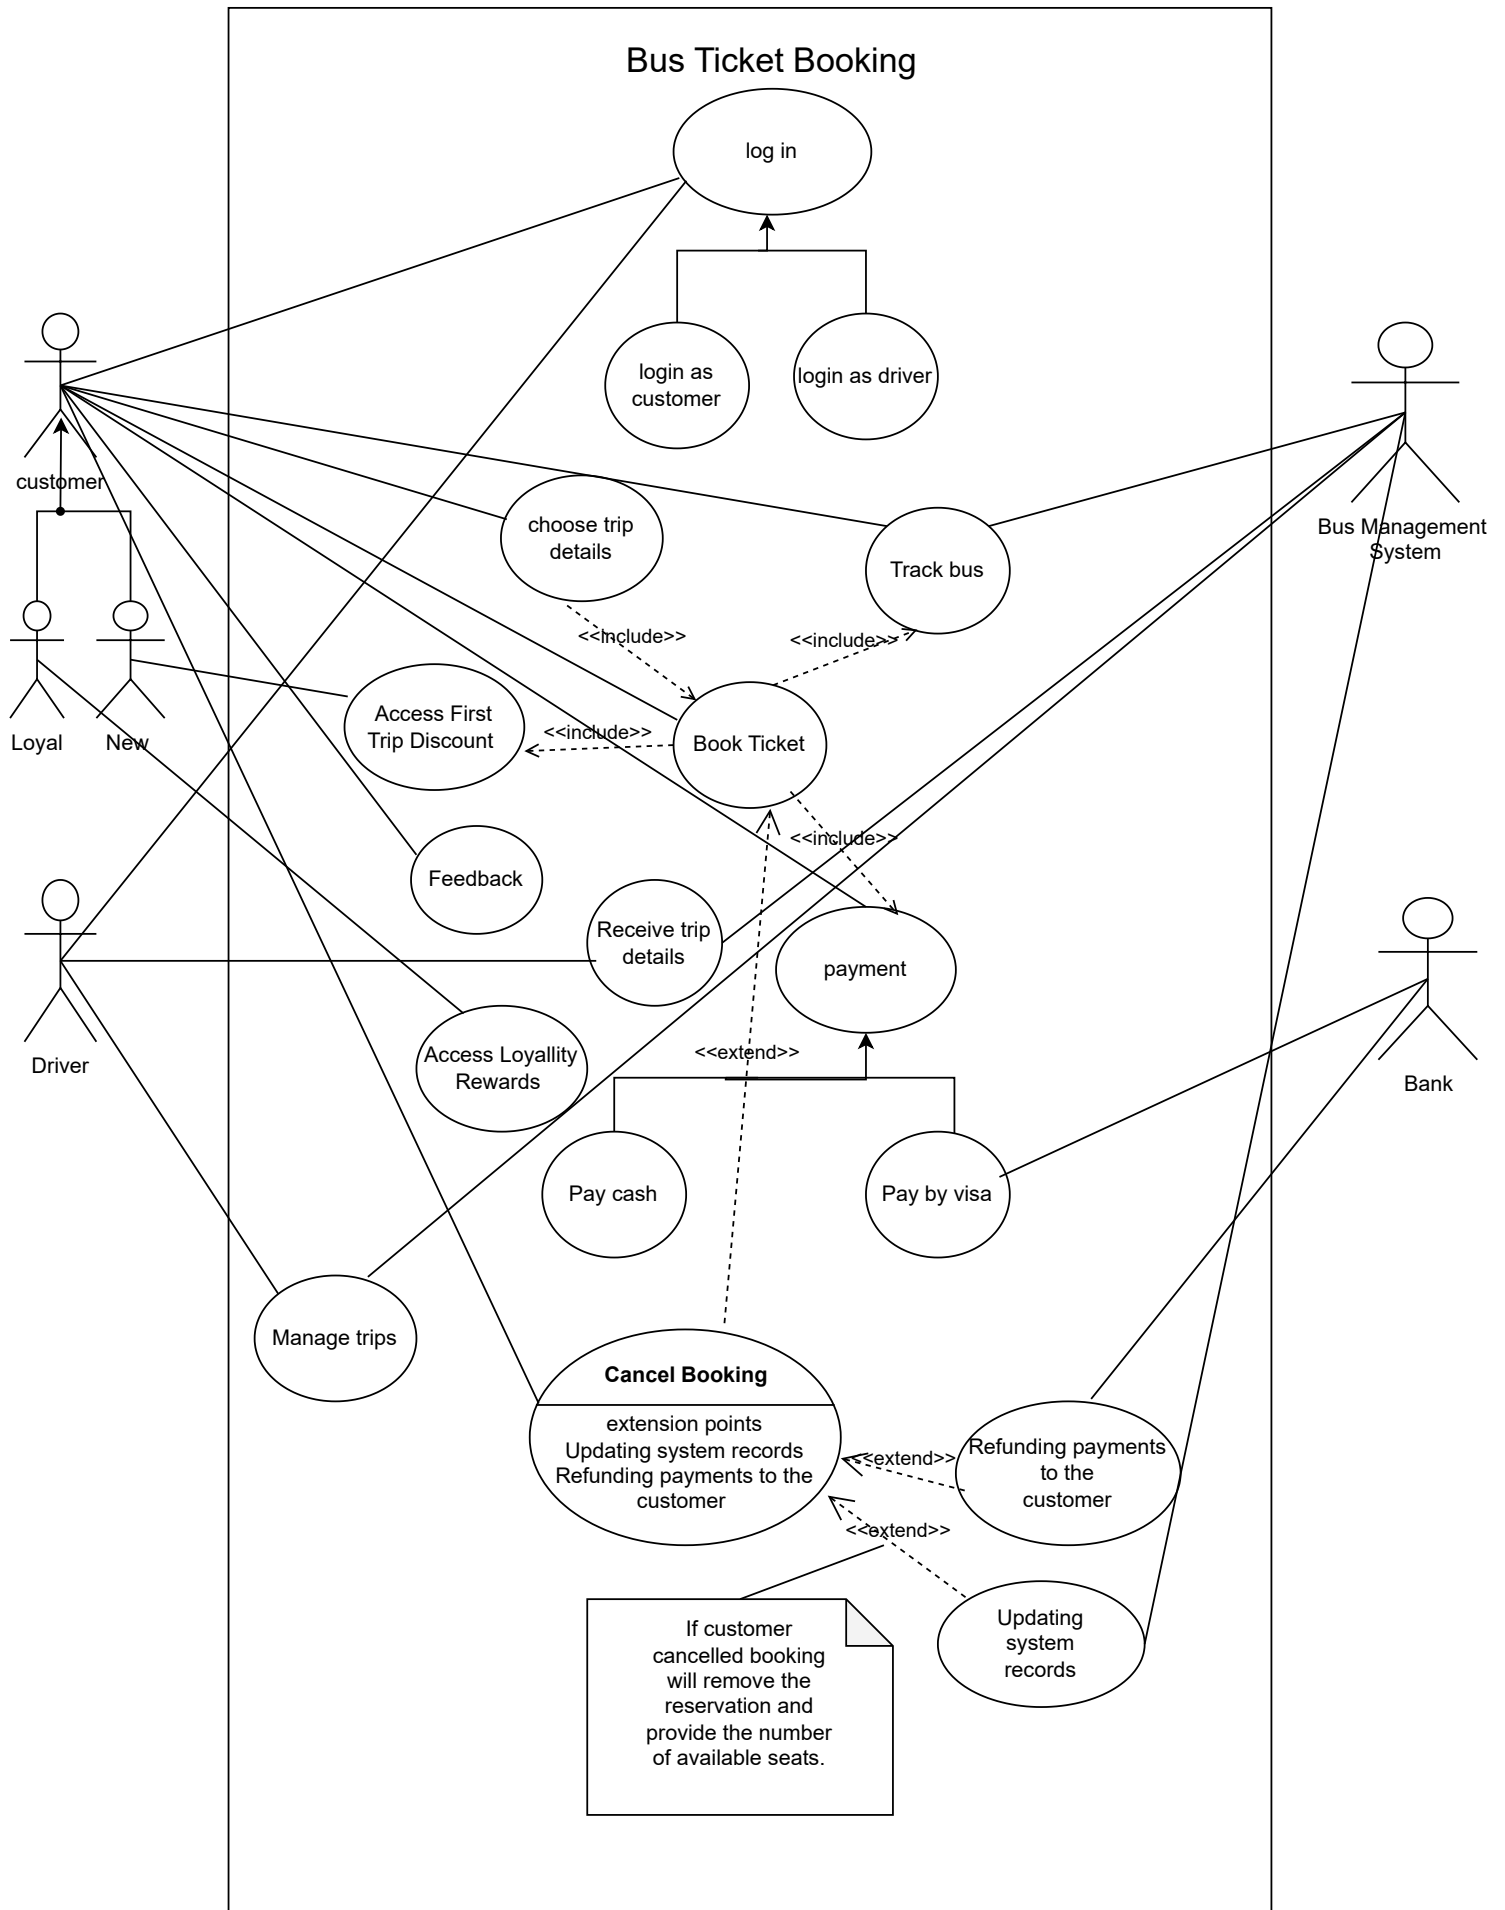 Bus Ticket Booking
log in
login as
customer
login as driver
customer
choose trip
details
Track bus
Bus Management
System
<<include>>
<<include>>
Access First
Trip Discount
<<include>>
Book Ticket
Loyal
New
<<include>>
Feedback
Receive trip
details
payment
Driver
Access Loyallity
Rewards
<<extend>>
Bank
Pay cash
Pay by visa
Manage trips
Cancel Booking
extension points
Updating system records
Refunding payments to the
customer
<<extend>>
Refunding payments
to the
customer
<<extend>>
Updating
system
records
If customer
cancelled booking
will remove the
reservation and
provide the number
of available seats.